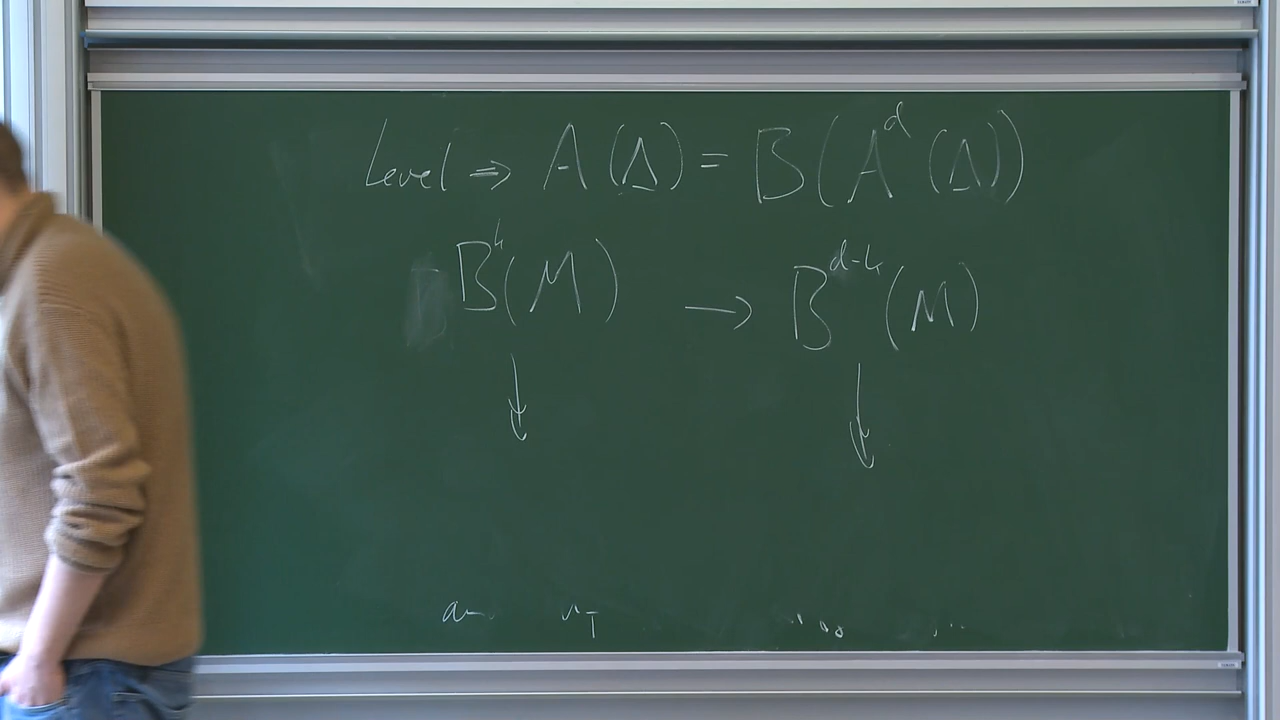 Level ⇒ A(Δ) = B(A^d(Δ))
B^k(M) → B^{d-k}(M)
↓ ↓